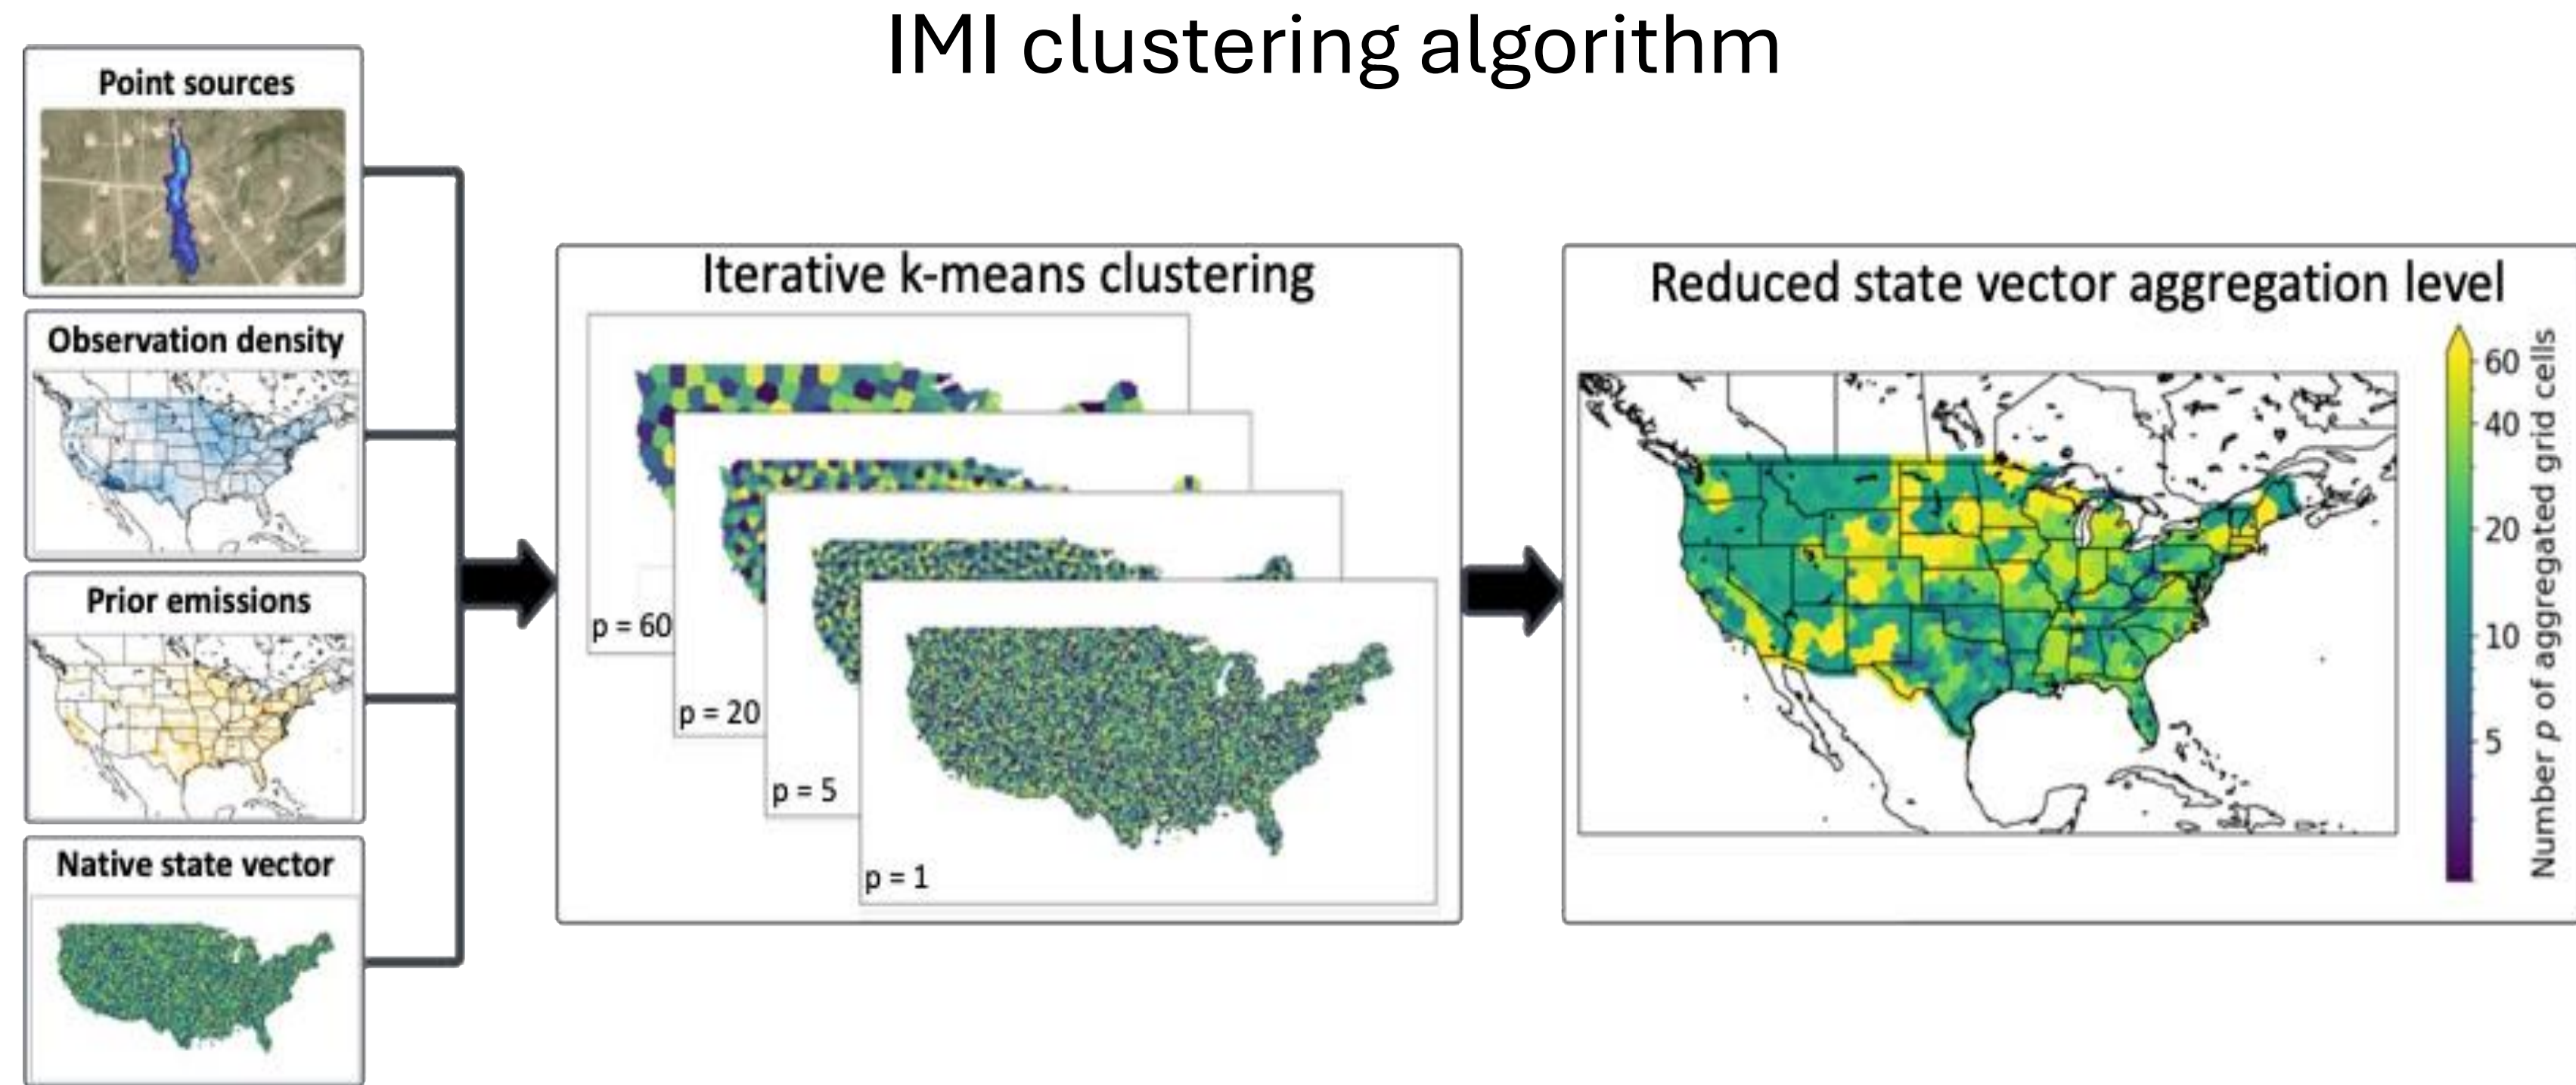 IMI clustering algorithm
Point sources
Observation density
Prior emissions
Native state vector
Iterative k-means clustering
p = 60
p = 20
p = 5
p = 1
Reduced state vector aggregation level
60
40
20
10
5
Number p of aggregated grid cells